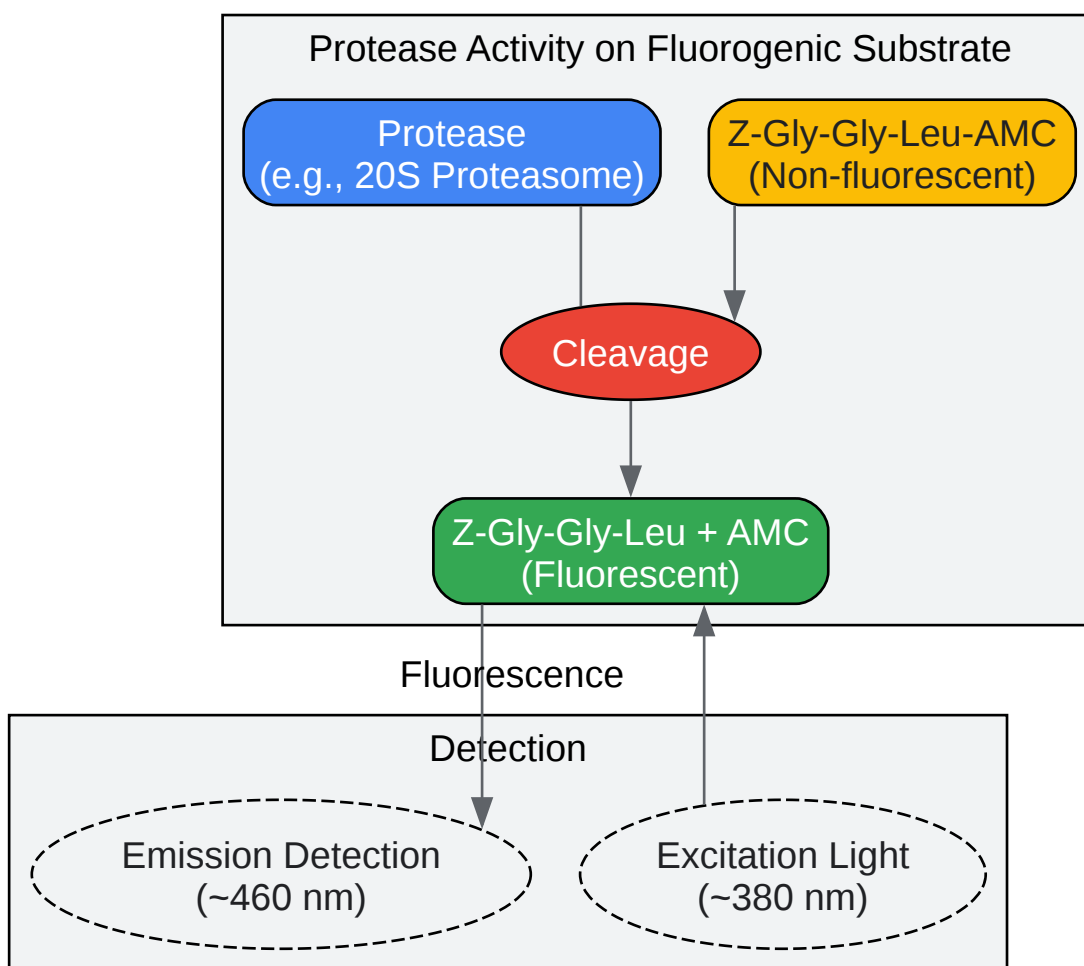 Protease Activity on Fluorogenic Substrate
Protease
(e.g., 20S Proteasome)
Z-Gly-Gly-Leu-AMC
(Non-fluorescent)
Cleavage
Z-Gly-Gly-Leu + AMC
(Fluorescent)
Fluorescence
Detection
Emission Detection
(~460 nm)
Excitation Light
(~380 nm)